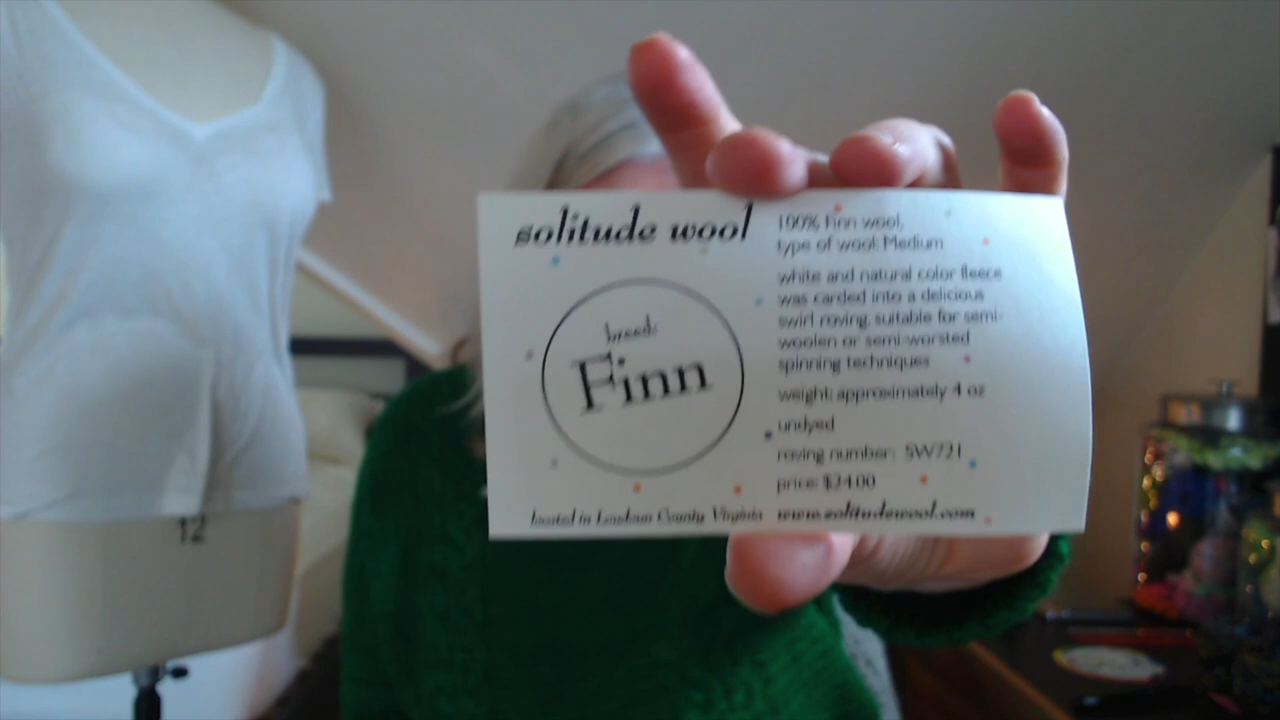 solitude wool
breed:
Finn
located in Loudoun County, Virginia
100% Finn wool,
type of wool: Medium
white and natural color fleece
was carded into a delicious
swirl roving, suitable for semi-
woolen or semi-worsted
spinning techniques
weight: approximately 4 oz
undyed
roving number: SW721
price: $24.00
www.solitudewool.com
12